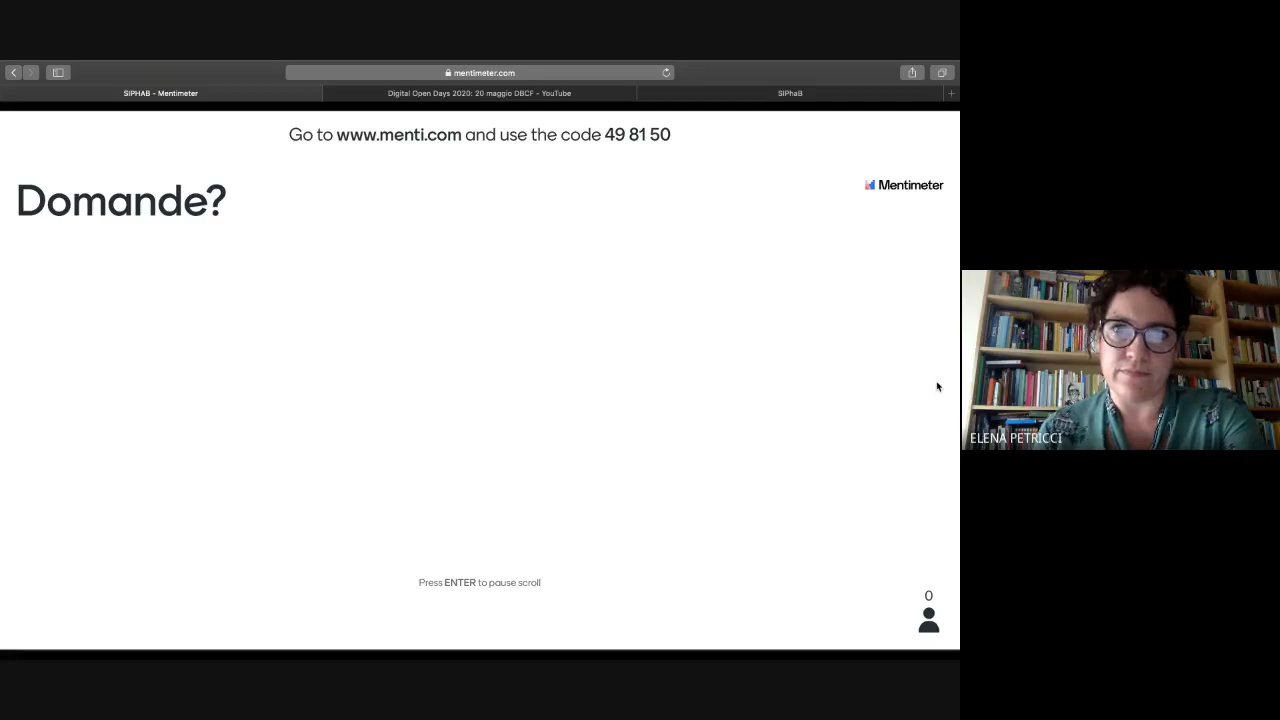 mentimeter.com
SIPHAB - Mentimeter
Digital Open Days 2020: 20 maggio DBCF - YouTube
SIPhaB
Go to www.menti.com and use the code 49 81 50
Domande?
Mentimeter
ELENA PETRICCI
Press ENTER to pause scroll
0